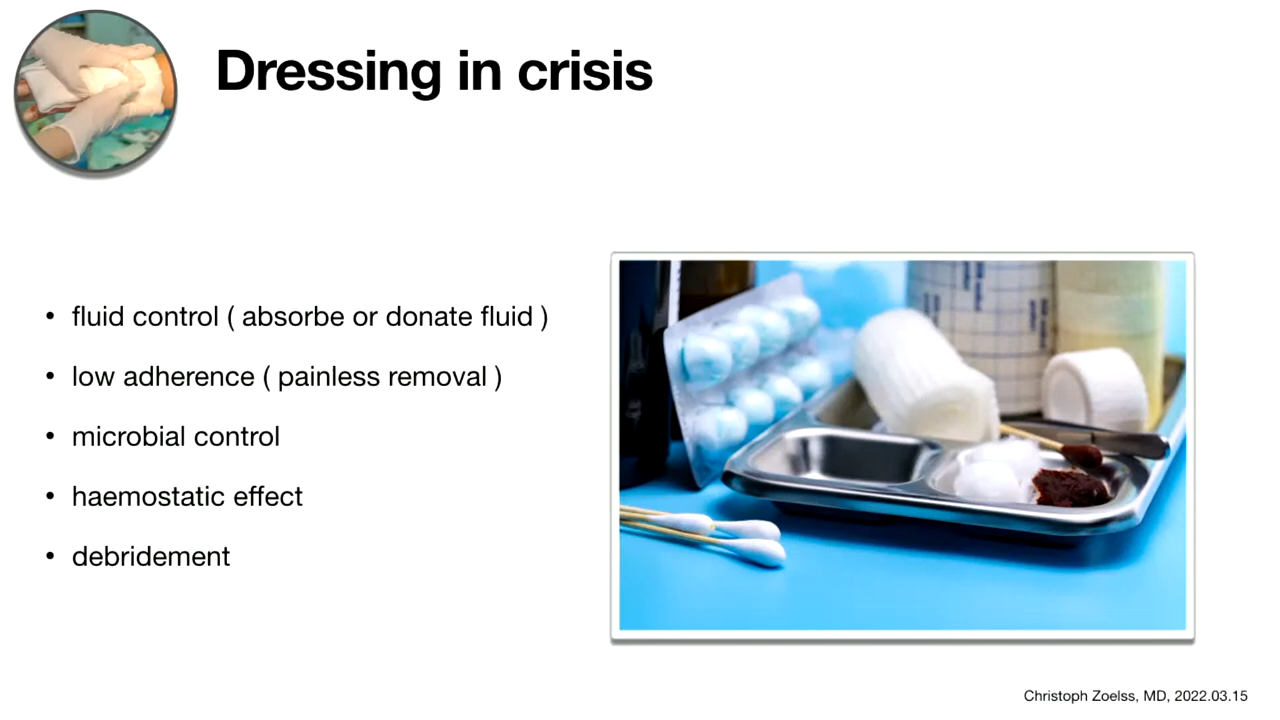 Dressing in crisis
• fluid control ( absorbe or donate fluid )
• low adherence ( painless removal )
• microbial control
• haemostatic effect
• debridement
Christoph Zoelss, MD, 2022.03.15